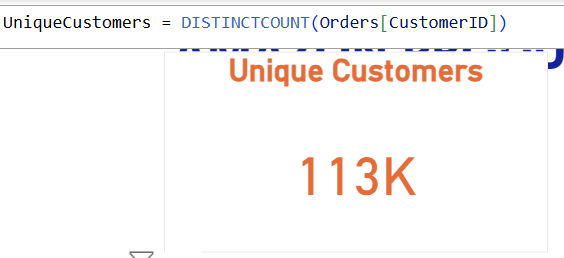 UniqueCustomers = DISTINCTCOUNT(Orders[CustomerID])
Unique Customers
113K